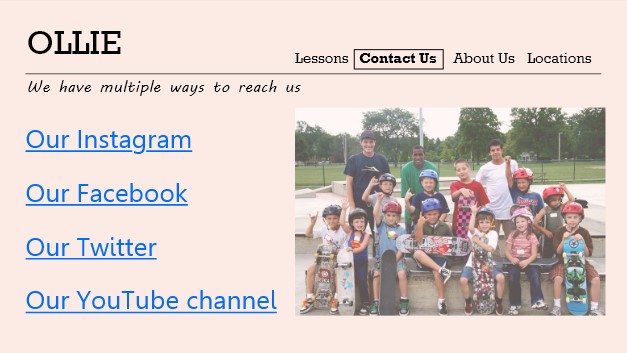 OLLIE
Lessons Contact Us About Us Locations
We have multiple ways to reach us
Our Instagram
Our Facebook
Our Twitter
Our YouTube channel